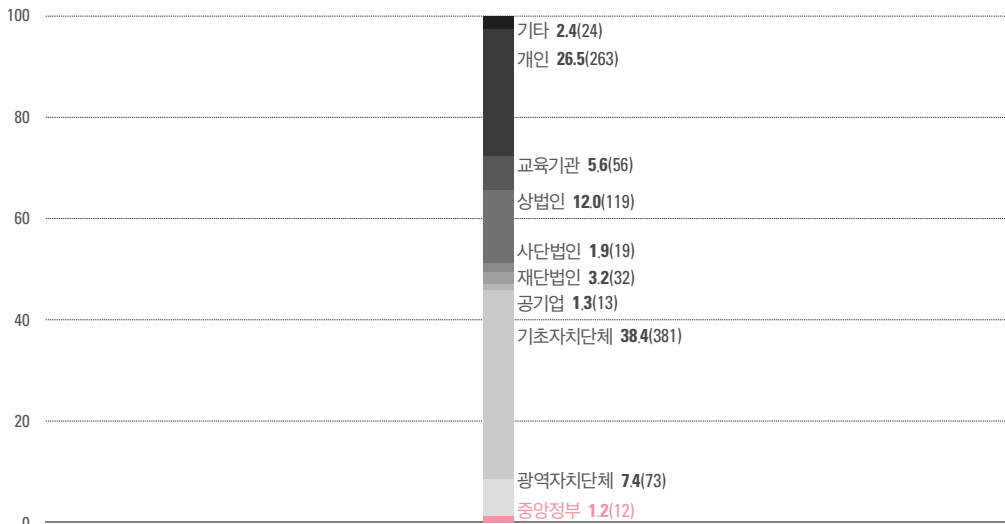 100
기타 2.4(24)
개인 26.5(263)
80
교육기관 5.6(56)
상법인 12.0(119)
60
사단법인 1.9(19)
재단법인 3.2(32)
공기업 1.3(13)
40
기초자치단체 38.4(381)
20
광역자치단체 7.4(73)
중앙정부 1.2(12)
0